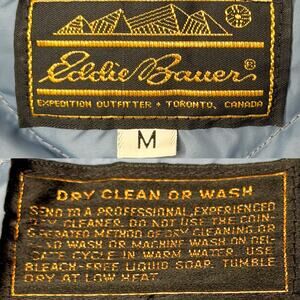 Eddie Bauer®
EXPEDITION OUTFITTER • TORONTO, CANADA
M
DRY CLEAN OR WASH
SEND TO A PROFESSIONAL, EXPERIENCED
CLEANER. DO NOT USE THE COIN-
METHOD OF DRY CLEANING OR
WASH OR MACHINE WASH ON DEL-
CATE CYCLE IN WARM WATER. USE
BLEACH-FREE LIQUID SOAP. TUMBLE
DRY AT LOW HEAT.